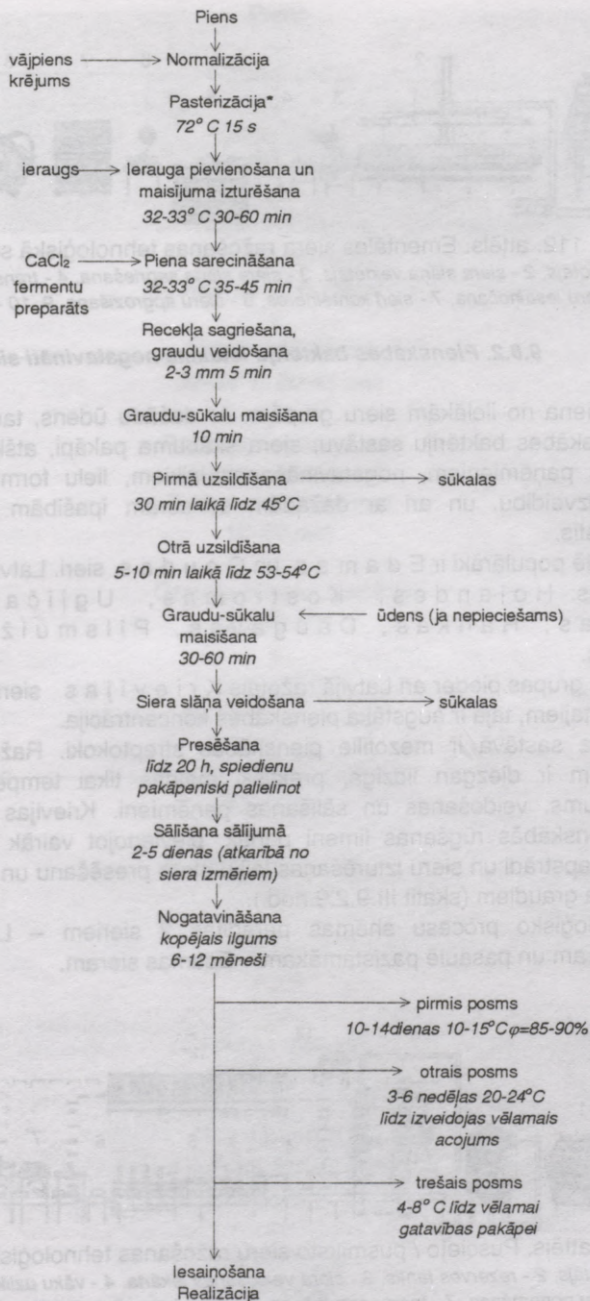 Piens
vājpiens
krējums
Normalizācija
Pasterizācija*
72° C 15 s
ieraugs
Ierauga pievienošana un
maisījuma izturēšana
32-33° C 30-60 min
CaCl₂
fermentu
preparāts
Piena sarecināšana
32-33° C 35-45 min
Recekļa sagriešana,
graudu veidošana
2-3 mm 5 min
Graudu-sūkalu maisīšana
10 min
Pirmā uzsildīšana
sūkalas
30 min laikā līdz 45°C
Otrā uzsildīšana
5-10 min laikā līdz 53-54°C
Graudu-sūkalu
maisīšana
30-60 min
ūdens (ja nepieciešams)
Siera slāņa veidošana
sūkalas
Presēšana
līdz 20 h, spiedienu
pakāpeniski palielinot
Sālīšana sālījumā
2-5 dienas (atkarībā no
siera izmēriem)
Nogatavināšana
kopējais ilgums
6-12 mēneši
pirmis posms
10-14dienas 10-15°C φ=85-90%
otrais posms
3-6 nedēļas 20-24°C
līdz izveidojas vēlamais
acojums
trešais posms
4-8° C līdz vēlamai
gatavības pakāpei
Iesaiņošana
Realizācija